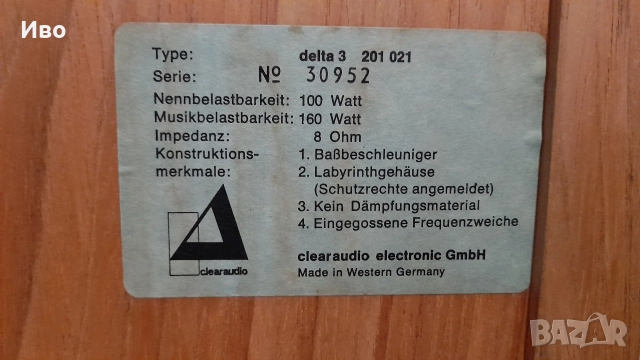 Иво
Type: delta 3 201 021
Serie: Nº 30952
Nennbelastbarkeit: 100 Watt
Musikbelastbarkeit: 160 Watt
Impedanz: 8 Ohm
Konstruktions- 1. Baßbeschleuniger
merkmale: 2. Labyrinthgehäuse
(Schutzrechte angemeldet)
3. Kein Dämpfungsmaterial
4. Eingegossene Frequenzweiche
clearaudio
clearaudio electronic GmbH
Made in Western Germany
BAZAR